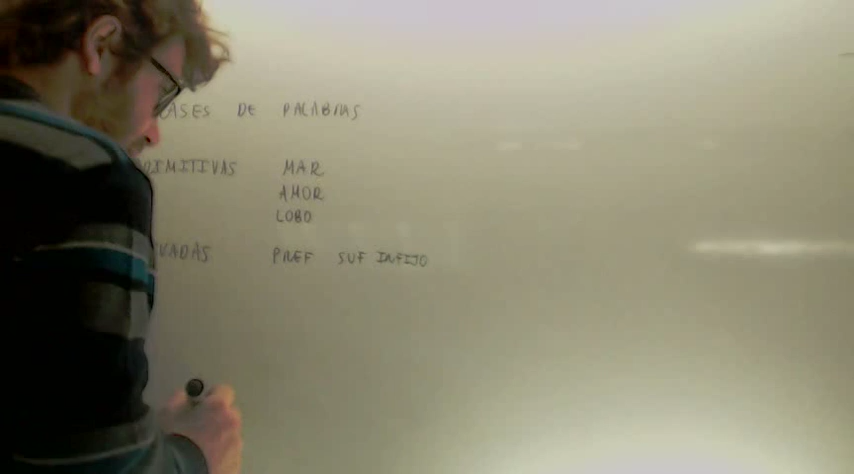 ASES DE PALABRAS
IMITIVAS MAR
AMOR
LOBO
VADAS PREF SUF INFIJO